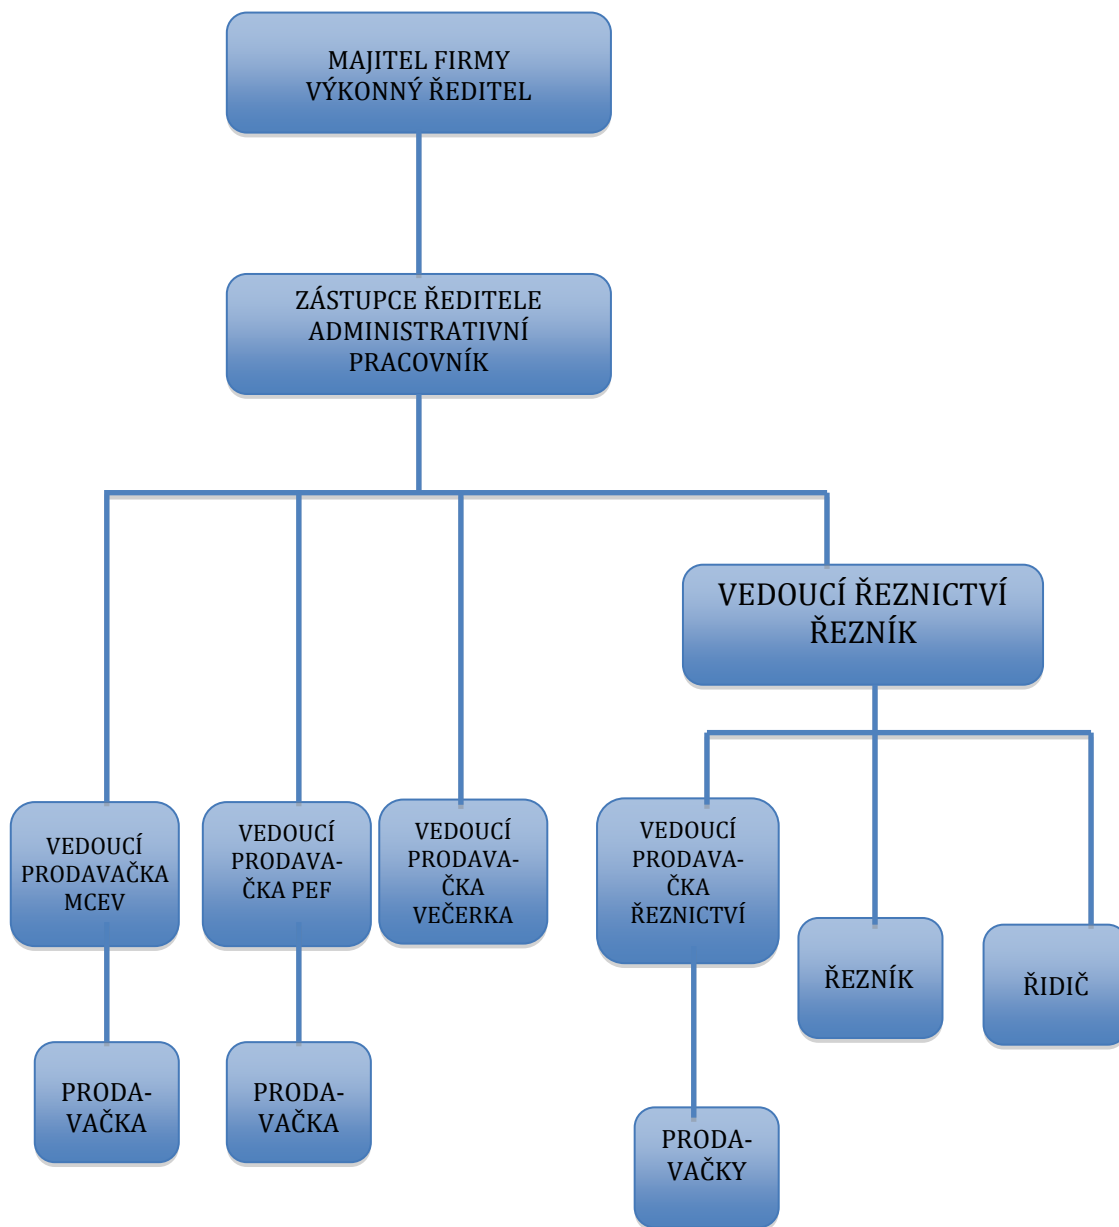 MAJITEL FIRMY
VÝKONNÝ ŘEDITEL
ZÁSTUPCE ŘEDITELE
ADMINISTRATIVNÍ
PRACOVNÍK
VEDOUCÍ ŘEZNICTVÍ
ŘEZNÍK
VEDOUCÍ
PRODAVAČKA
MCEV
VEDOUCÍ
PRODAVA-
ČKA PEF
VEDOUCÍ
PRODAVA-
ČKA
VEČERKA
VEDOUCÍ
PRODAVA-
ČKA
ŘEZNICTVÍ
ŘEZNÍK
ŘIDIČ
PRODA-
VAČKA
PRODA-
VAČKA
PRODA-
VAČKY